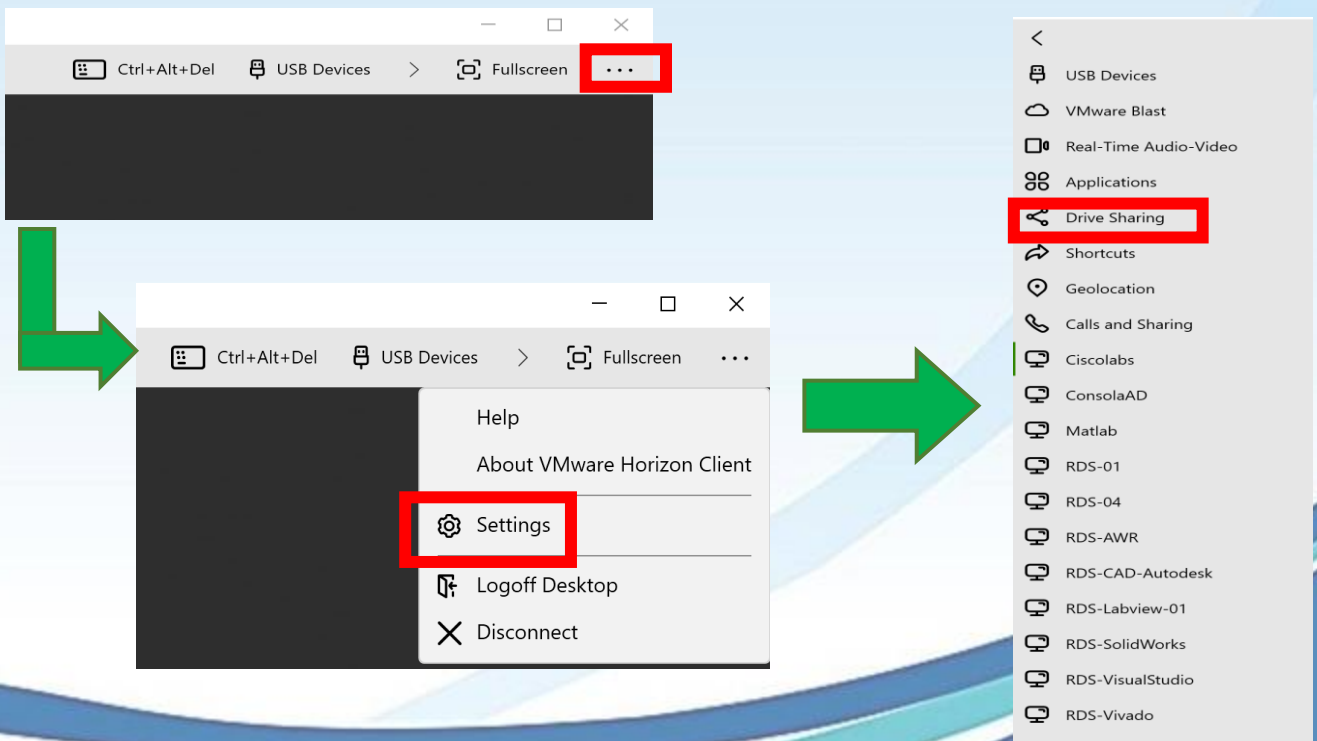 Ctrl+Alt+Del USB Devices > Fullscreen ...
Ctrl+Alt+Del USB Devices > Fullscreen ...
Help
About VMware Horizon Client
Settings
Logoff Desktop
Disconnect
USB Devices
VMware Blast
Real-Time Audio-Video
Applications
Drive Sharing
Shortcuts
Geolocation
Calls and Sharing
Ciscolabs
ConsolaAD
Matlab
RDS-01
RDS-04
RDS-AWR
RDS-CAD-Autodesk
RDS-Labview-01
RDS-SolidWorks
RDS-VisualStudio
RDS-Vivado